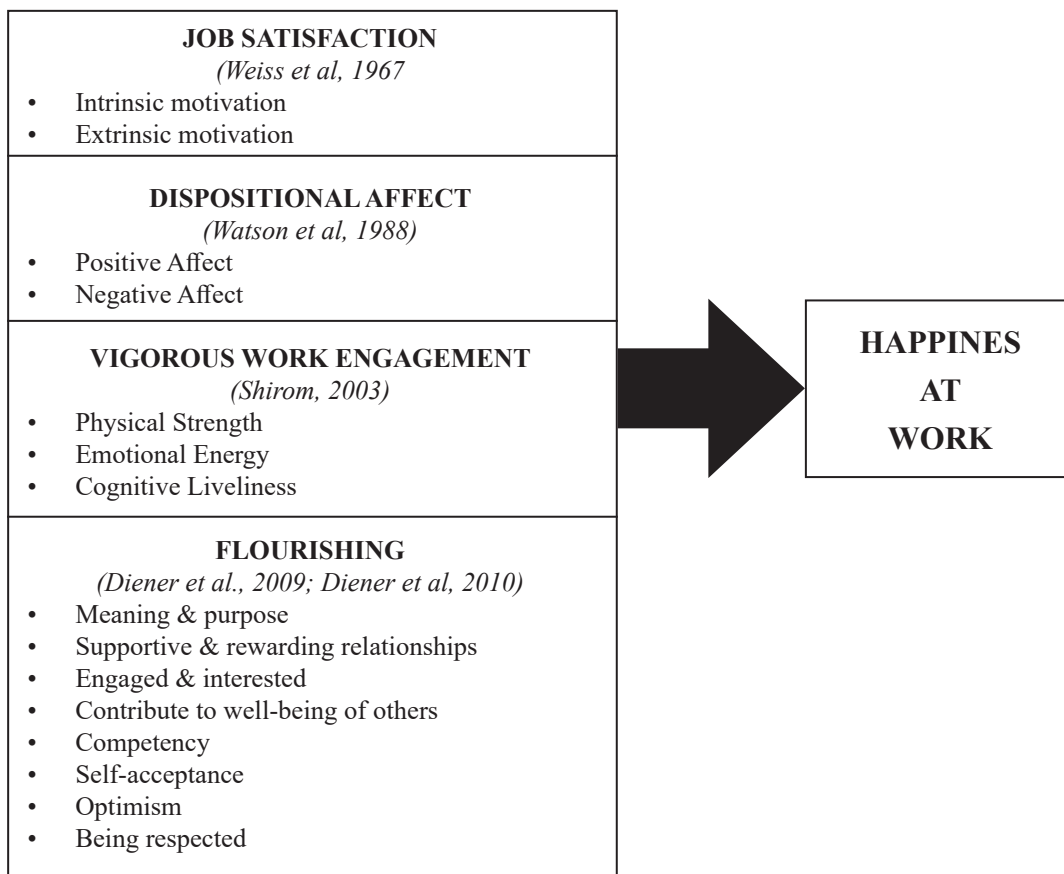 JOB SATISFACTION
(Weiss et al, 1967
• Intrinsic motivation
• Extrinsic motivation
DISPOSITIONAL AFFECT
(Watson et al, 1988)
• Positive Affect
• Negative Affect
VIGOROUS WORK ENGAGEMENT
(Shirom, 2003)
• Physical Strength
• Emotional Energy
• Cognitive Liveliness
FLOURISHING
(Diener et al., 2009; Diener et al, 2010)
• Meaning & purpose
• Supportive & rewarding relationships
• Engaged & interested
• Contribute to well-being of others
• Competency
• Self-acceptance
• Optimism
• Being respected
HAPPINES
AT
WORK